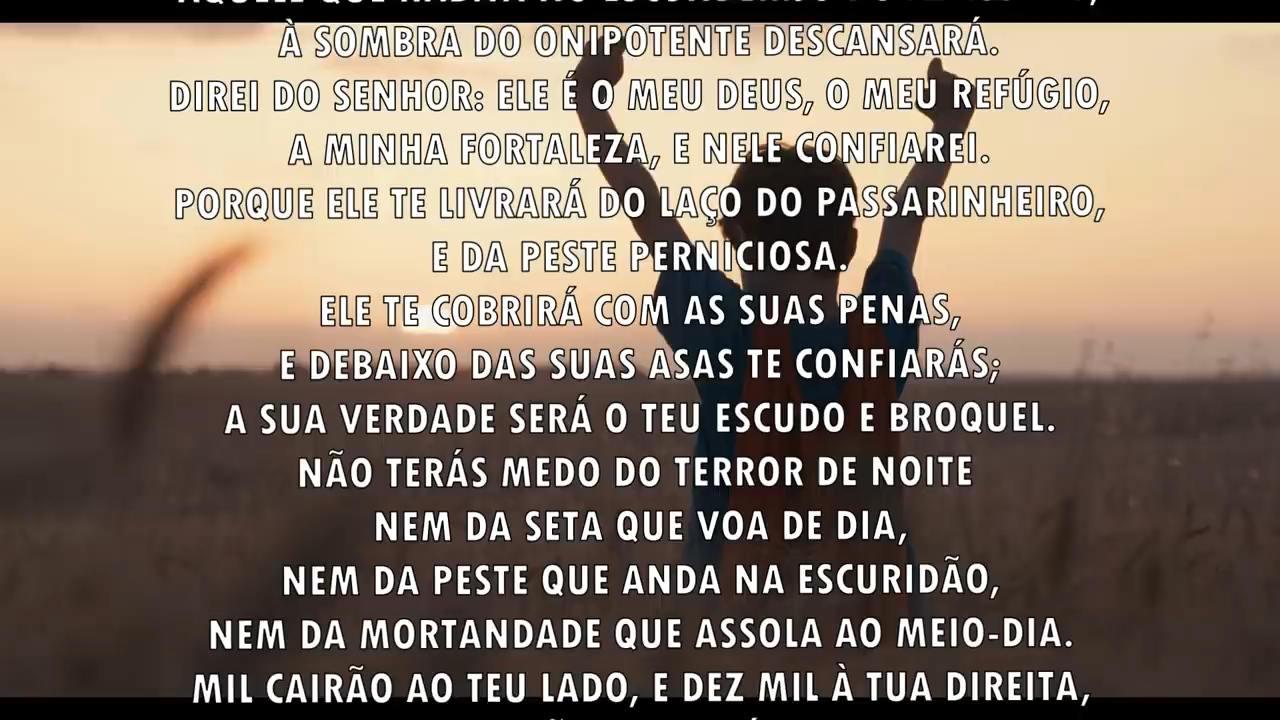 À SOMBRA DO ONIPOTENTE DESCANSARÁ.
DIREI DO SENHOR: ELE É O MEU DEUS, O MEU REFÚGIO,
A MINHA FORTALEZA, E NELE CONFIAREI.
PORQUE ELE TE LIVRARÁ DO LAÇO DO PASSARINHEIRO,
E DA PESTE PERNICIOSA.
ELE TE COBRIRÁ COM AS SUAS PENAS,
E DEBAIXO DAS SUAS ASAS TE CONFIARÁS;
A SUA VERDADE SERÁ O TEU ESCUDO E BROQUEL.
NÃO TERÁS MEDO DO TERROR DE NOITE
NEM DA SETA QUE VOA DE DIA,
NEM DA PESTE QUE ANDA NA ESCURIDÃO,
NEM DA MORTANDADE QUE ASSOLA AO MEIO-DIA.
MIL CAIRÃO AO TEU LADO, E DEZ MIL À TUA DIREITA,